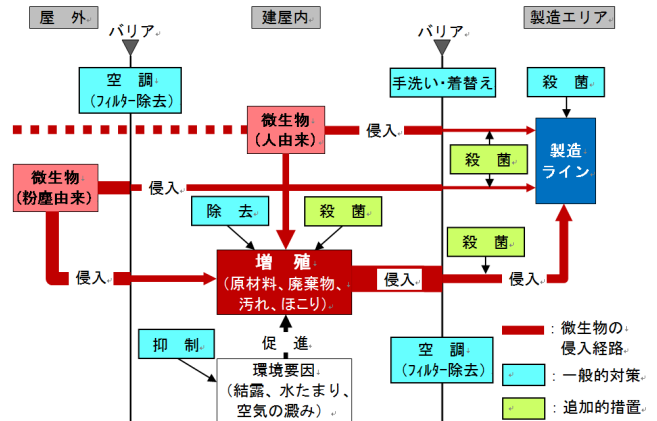 屋　外
建屋内
製造エリア
バリア
バリア
空　調
（フィルター除去）
手洗い・着替え
殺　菌
微生物
（人由来）
侵入
殺　菌
製造
ライン
微生物
（粉塵由来）
侵入
除　去
殺　菌
殺　菌
増　殖
（原材料、廃棄物、
汚れ、ほこり）
侵入
侵入
侵入
促　進
抑　制
環境要因
（結露、水たまり、
空気の澱み）
空　調
（フィルター除去）
：微生物の
侵入経路
：一般的対策
：追加的措置